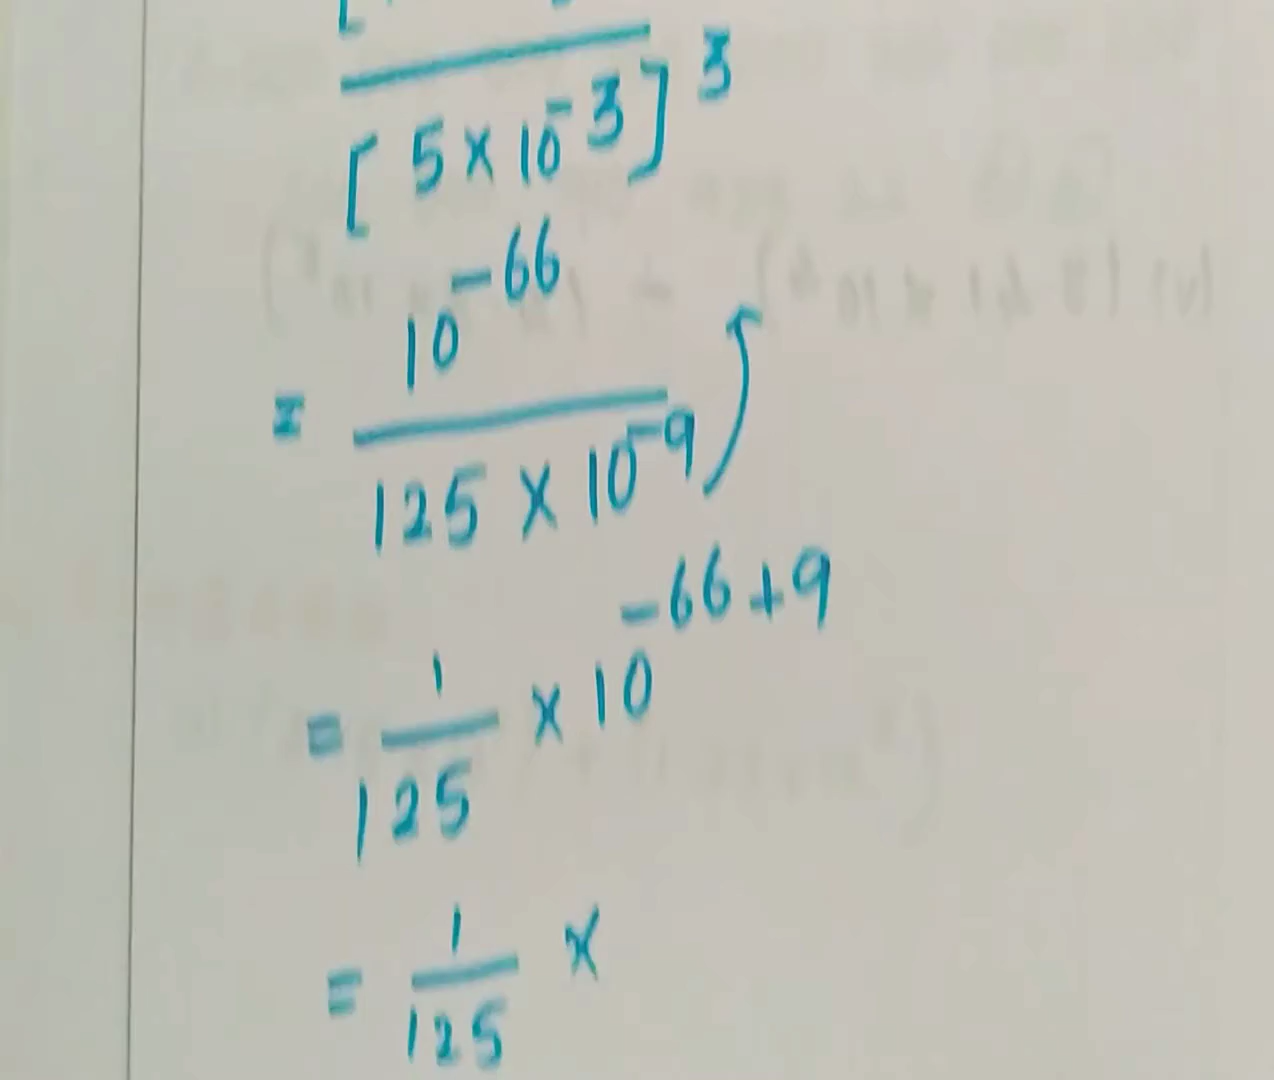 [5×10⁻³]³
= 10⁻⁶⁶
125 × 10⁻⁹
= 1/125 × 10⁻⁶⁶⁺⁹
= 1/125 ×